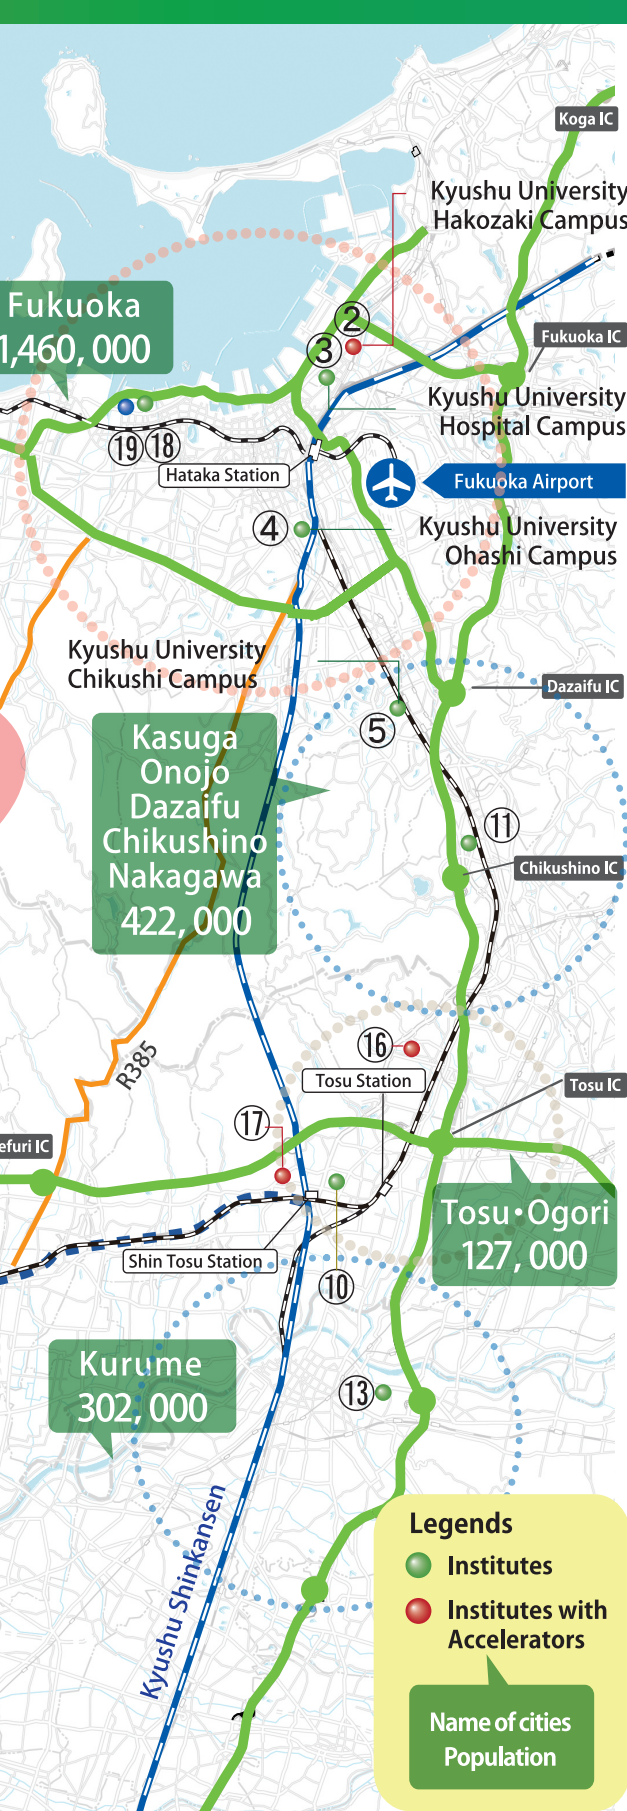 Koga IC
Kyushu University
Hakozaki Campus
Fukuoka
1,460,000
②
③
Fukuoka IC
Kyushu University
Hospital Campus
⑲ ⑱
Hataka Station
Fukuoka Airport
④
Kyushu University
Ohashi Campus
Kyushu University
Chikushi Campus
Dazaifu IC
⑤
Kasuga
Onojo
Dazaifu
Chikushino
Nakagawa
422,000
⑪
Chikushino IC
⑯
R385
Tosu Station
Tosu IC
⑰
efuri IC
Tosu•Ogori
127,000
Shin Tosu Station
⑩
Kurume
302,000
⑬
Kyushu Shinkansen
Legends
Institutes
Institutes with
Accelerators
Name of cities
Population